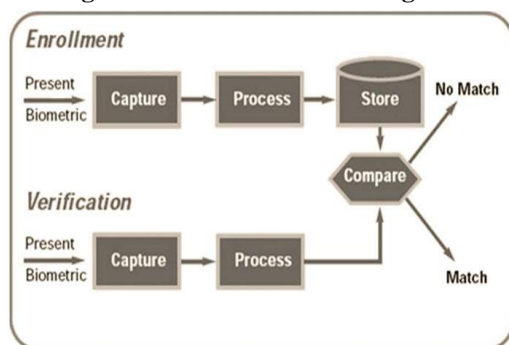 Enrollment
Present
Biometric
Capture
Process
Store
No Match
Compare
Verification
Present
Biometric
Capture
Process
Match